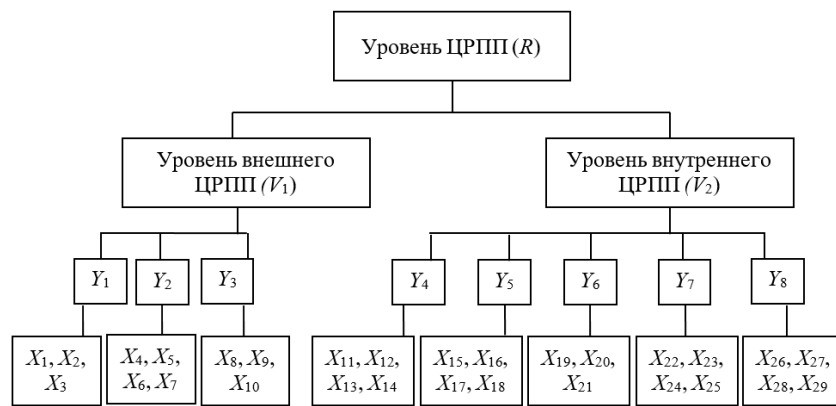 Уровень ЦРПП (R)
Уровень внешнего
ЦРПП (V₁)
Уровень внутреннего
ЦРПП (V₂)
Y₁
Y₂
Y₃
Y₄
Y₅
Y₆
Y₇
Y₈
X₁, X₂,
X₃
X₄, X₅,
X₆, X₇
X₈, X₉,
X₁₀
X₁₁, X₁₂,
X₁₃, X₁₄
X₁₅, X₁₆,
X₁₇, X₁₈
X₁₉, X₂₀,
X₂₁
X₂₂, X₂₃,
X₂₄, X₂₅
X₂₆, X₂₇,
X₂₈, X₂₉